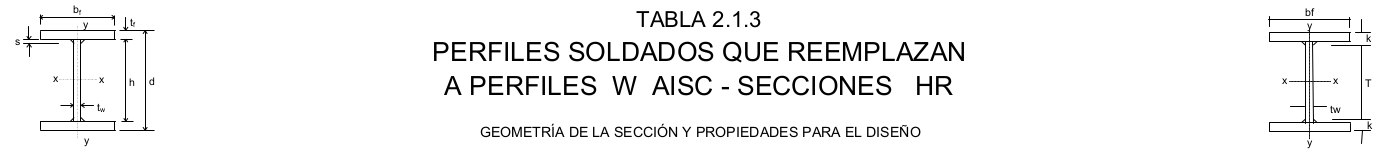 TABLA 2.1.3
PERFILES SOLDADOS QUE REEMPLAZAN
A PERFILES W AISC - SECCIONES HR
GEOMETRÍA DE LA SECCIÓN Y PROPIEDADES PARA EL DISEÑO
bf
y
tf
s
x
x
h
d
tw
y
bf
y
k
x
x
T
tw
k
y